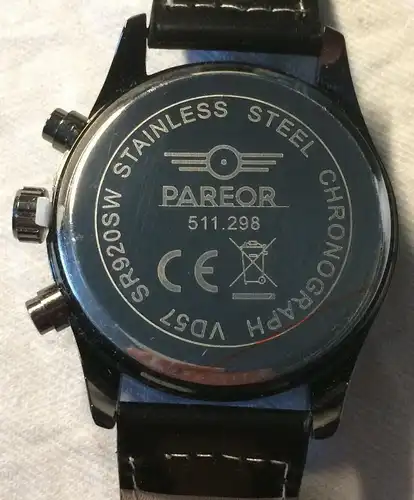 STAINLESS STEEL CHRONOGRAPH VD57 SR920SW
PAREOR
511.298
CE